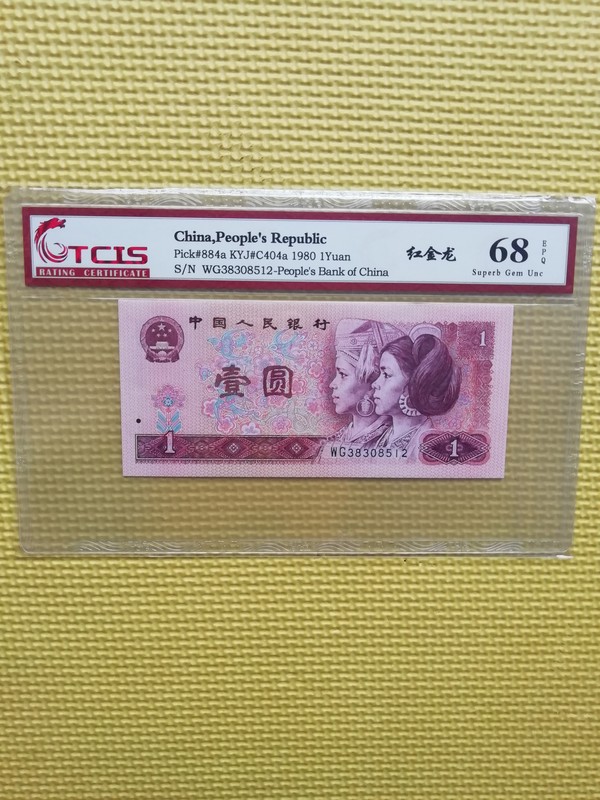 TCIS
RATING CERTIFICATE
China,People's Republic
Pick#884a KYJ#C404a 1980 1Yuan
S/N WG38308512-People's Bank of China
红金龙
68
EPQ
Superb Gem Unc
中国人民银行
1
壹圆
1
WG38308512
1